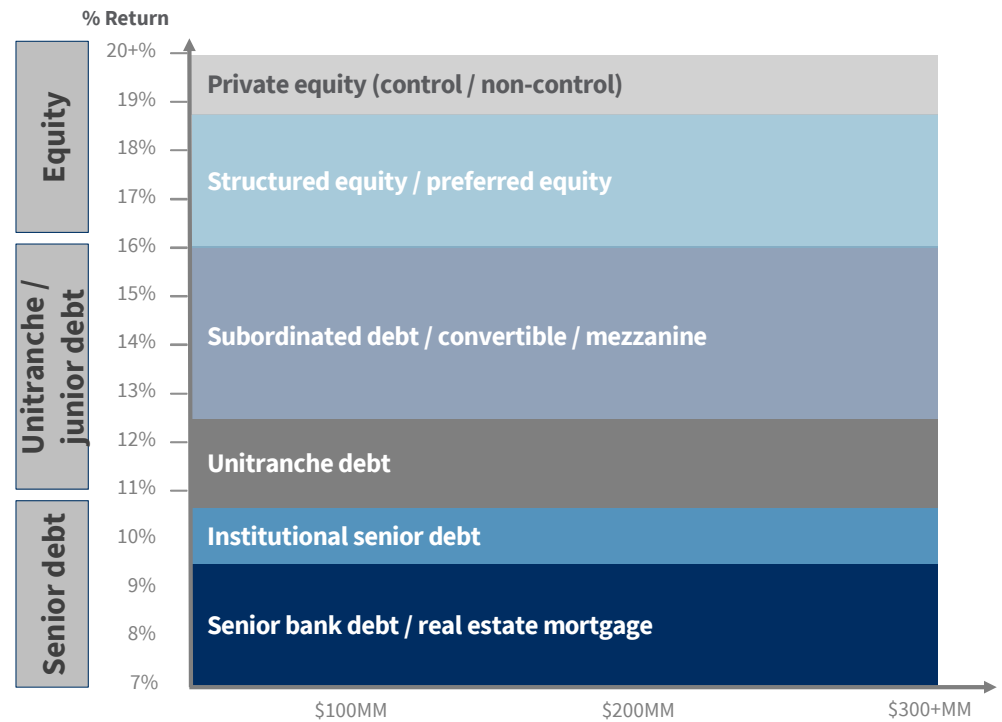 % Return
20+%
19%
18%
17%
16%
15%
14%
13%
12%
11%
10%
9%
8%
7%
Equity
Unitranche /
junior debt
Senior debt
Private equity (control / non-control)
Structured equity / preferred equity
Subordinated debt / convertible / mezzanine
Unitranche debt
Institutional senior debt
Senior bank debt / real estate mortgage
$100MM
$200MM
$300+MM